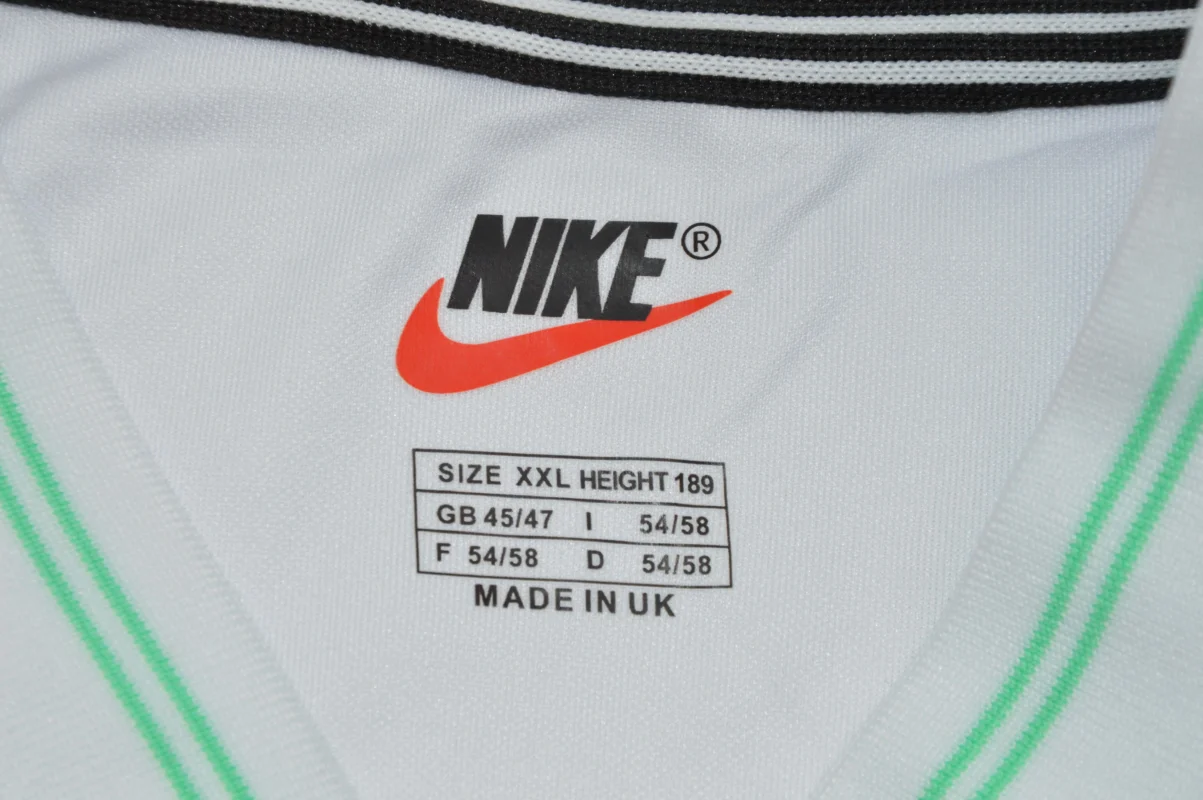 NIKE®
SIZE XXL HEIGHT 189
GB 45/47 I 54/58
F 54/58 D 54/58
MADE IN UK